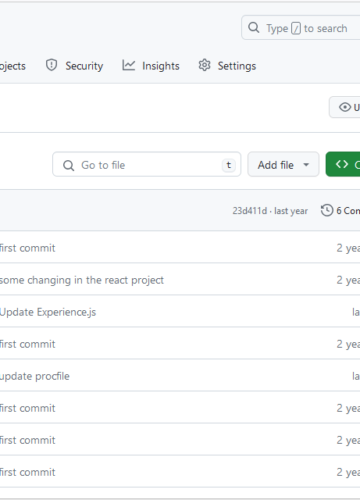 Type / to search
ojects Security Insights Settings
Go to file t Add file
23d411d · last year 6 Con
first commit 2 yea
some changing in the react project 2 yea
Update Experience.js la
first commit 2 yea
update procfile la
first commit 2 yea
first commit 2 yea
first commit 2 yea